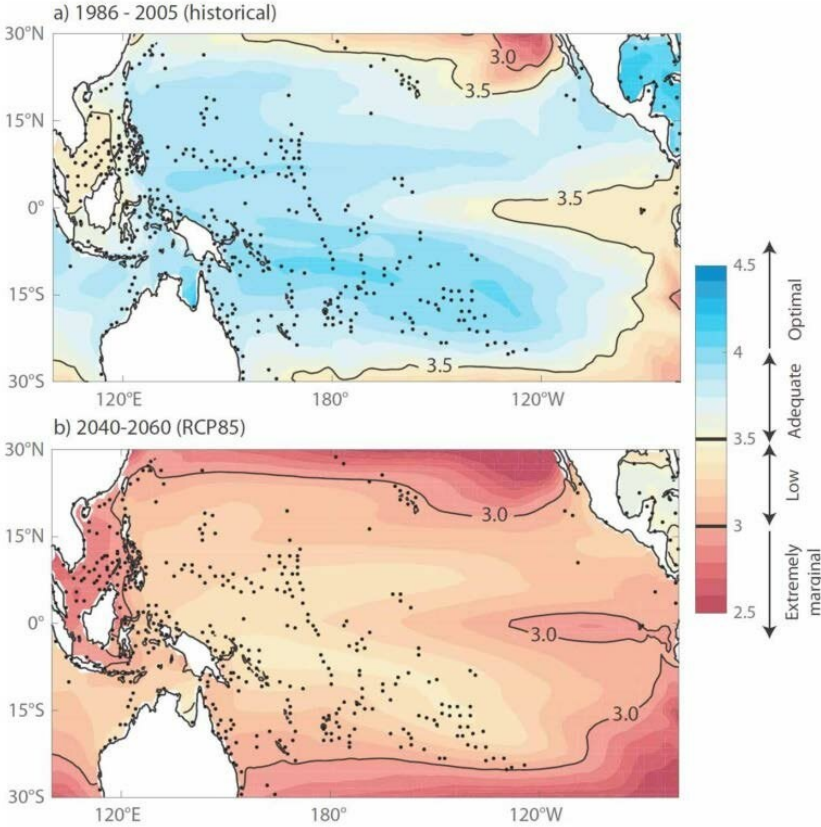 a) 1986 - 2005 (historical)
30°N
15°N
0°
15°S
30°S
3.0
3.5
3.5
3.5
120°E
180°
120°W
b) 2040-2060 (RCP85)
30°N
15°N
0°
15°S
30°S
3.0
3.0
3.0
120°E
180°
120°W
4.5
4
3.5
3
2.5
Optimal
Adequate
Low
Extremely
marginal